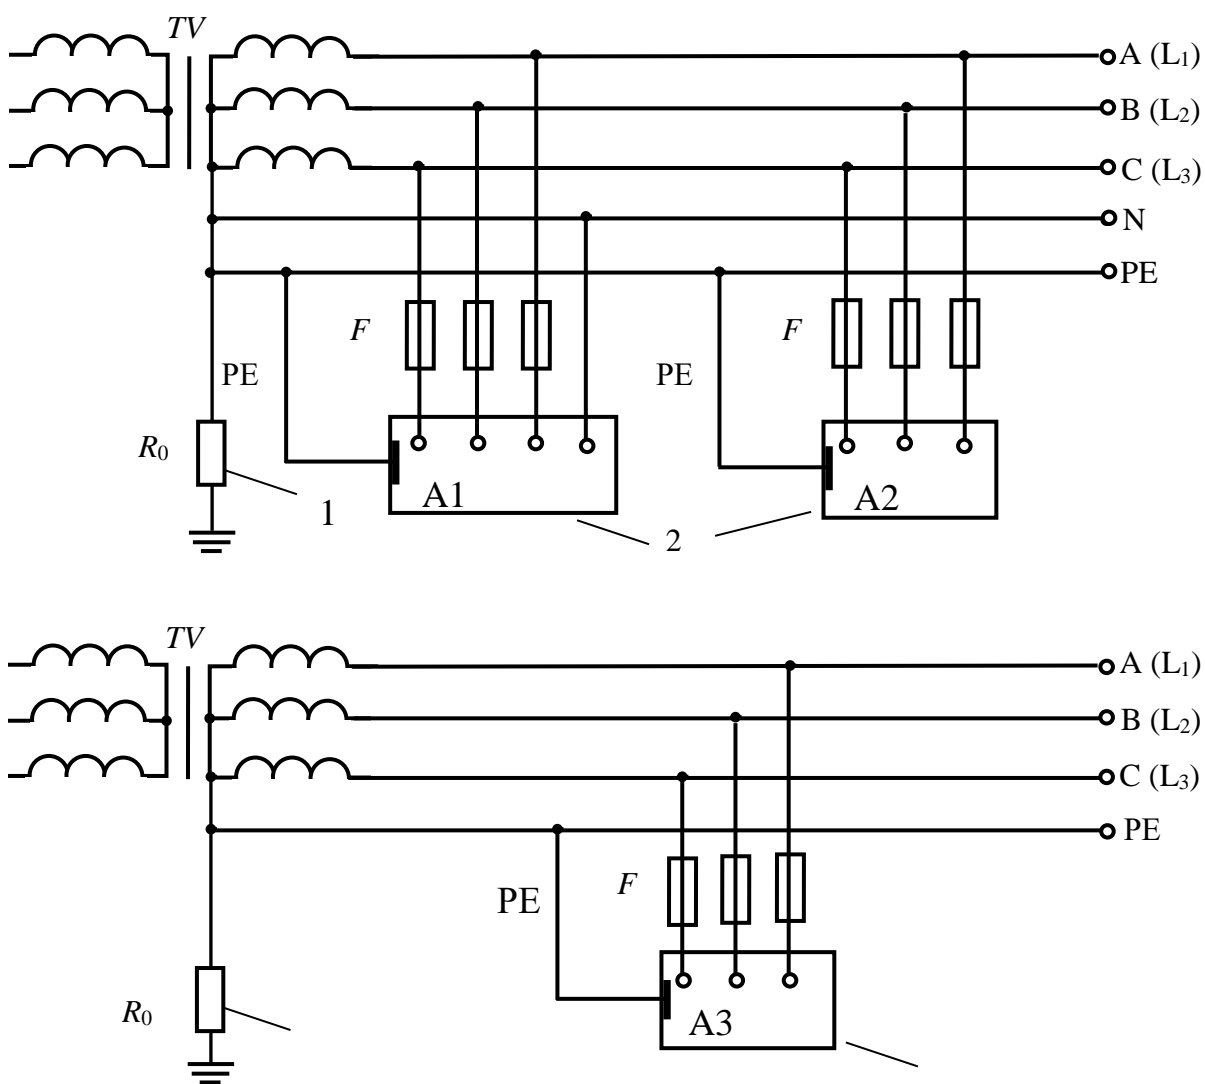 TV
A (L1)
B (L2)
C (L3)
N
PE
F
F
PE
PE
R0
1
A1
A2
2
TV
A (L1)
B (L2)
C (L3)
PE
F
PE
R0
A3